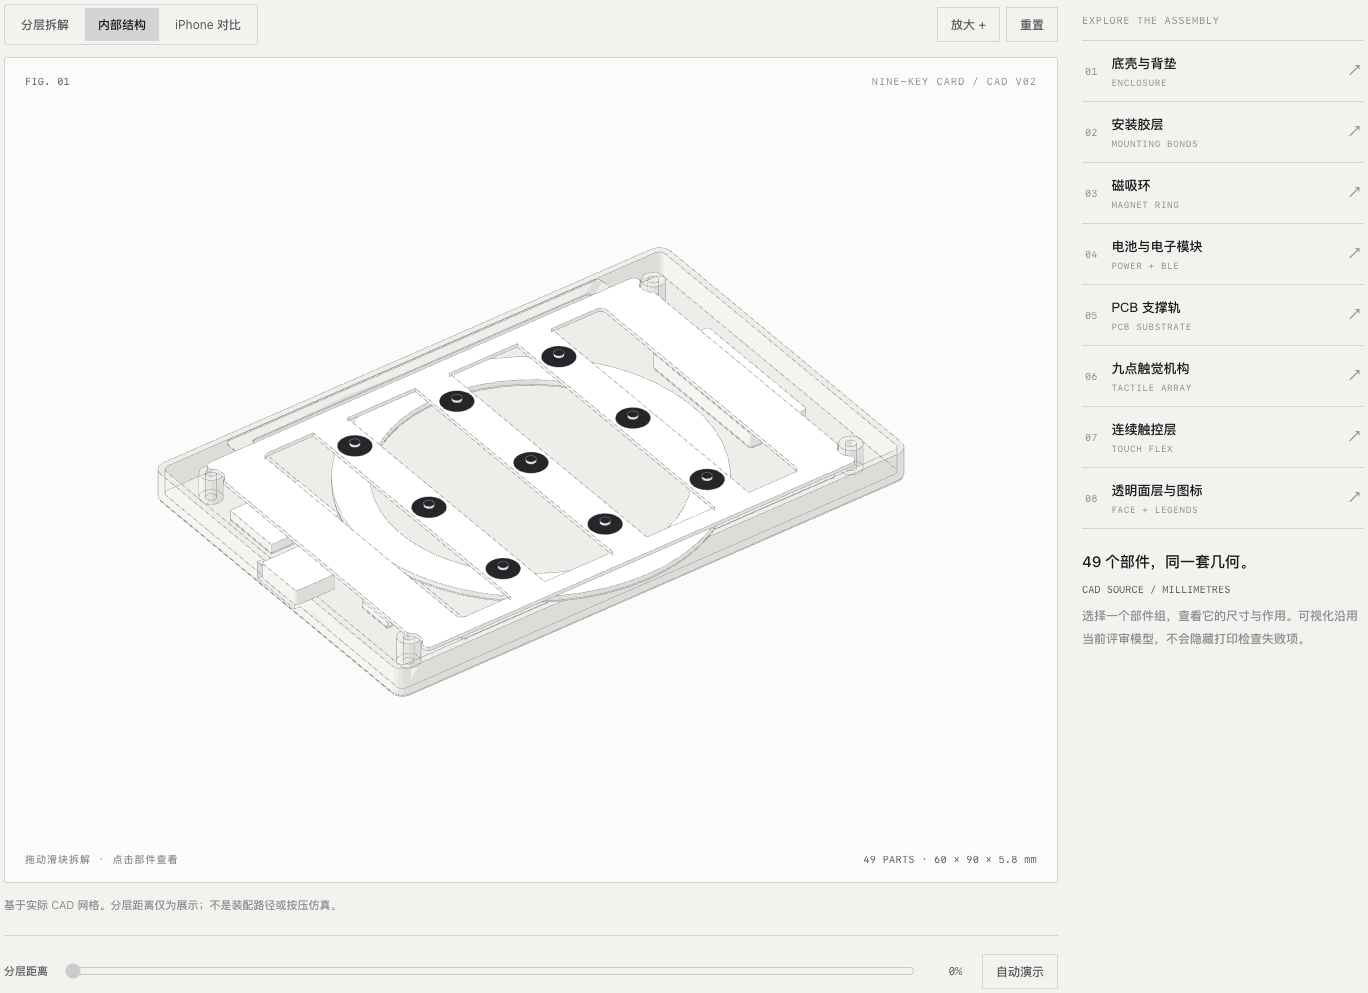 分层拆解 内部结构 iPhone 对比 放大 + 重置
FIG. 01 NINE-KEY CARD / CAD V02
拖动滑块拆解 · 点击部件查看 49 PARTS · 60 × 90 × 5.8 mm
基于实际 CAD 网格。分层距离仅为展示；不是装配路径或按压仿真。
分层距离 0% 自动演示
EXPLORE THE ASSEMBLY
01 底壳与背垫 ↗
ENCLOSURE
02 安装胶层 ↗
MOUNTING BONDS
03 磁吸环 ↗
MAGNET RING
04 电池与电子模块 ↗
POWER + BLE
05 PCB 支撑轨 ↗
PCB SUBSTRATE
06 九点触觉机构 ↗
TACTILE ARRAY
07 连续触控层 ↗
TOUCH FLEX
08 透明面层与图标 ↗
FACE + LEGENDS
49 个部件，同一套几何。
CAD SOURCE / MILLIMETRES
选择一个部件组，查看它的尺寸与作用。可视化沿用
当前评审模型，不会隐藏打印检查失败项。